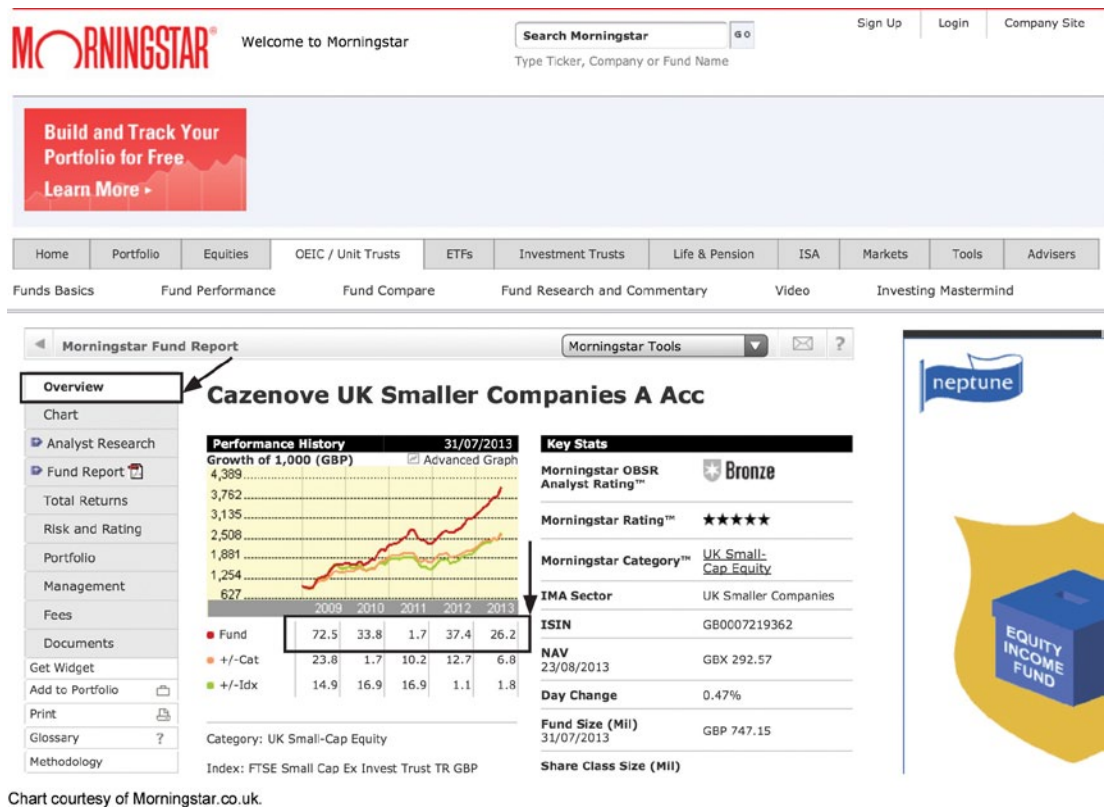 MORNINGSTAR®
Welcome to Morningstar
Search Morningstar
GO
Type Ticker, Company or Fund Name
Sign Up Login Company Site
Build and Track Your
Portfolio for Free
Learn More
Home Portfolio Equities OEIC / Unit Trusts ETFs Investment Trusts Life & Pension ISA Markets Tools Advisers
Funds Basics Fund Performance Fund Compare Fund Research and Commentary Video Investing Mastermind
Morningstar Fund Report
Morningstar Tools
?
Overview
Chart
Analyst Research
Fund Report
Total Returns
Risk and Rating
Portfolio
Management
Fees
Documents
Get Widget
Add to Portfolio
Print
Glossary ?
Methodology
Cazenove UK Smaller Companies A Acc
Performance History 31/07/2013
Growth of 1,000 (GBP) Advanced Graph
4,389
3,762
3,135
2,508
1,881
1,254
627
2009 2010 2011 2012 2013
Fund 72.5 33.8 1.7 37.4 26.2
+/-Cat 23.8 1.7 10.2 12.7 6.8
+/-Idx 14.9 16.9 16.9 1.1 1.8
Category: UK Small-Cap Equity
Index: FTSE Small Cap Ex Invest Trust TR GBP
Key Stats
Morningstar OBSR
Analyst Rating™
Bronze
Morningstar Rating™ ★★★★★
Morningstar Category™
UK Small-
Cap Equity
IMA Sector UK Smaller Companies
ISIN GB0007219362
NAV
23/08/2013
GBX 292.57
Day Change 0.47%
Fund Size (Mil)
31/07/2013
GBP 747.15
Share Class Size (Mil)
neptune
EQUITY
INCOME
FUND
Chart courtesy of Morningstar.co.uk.